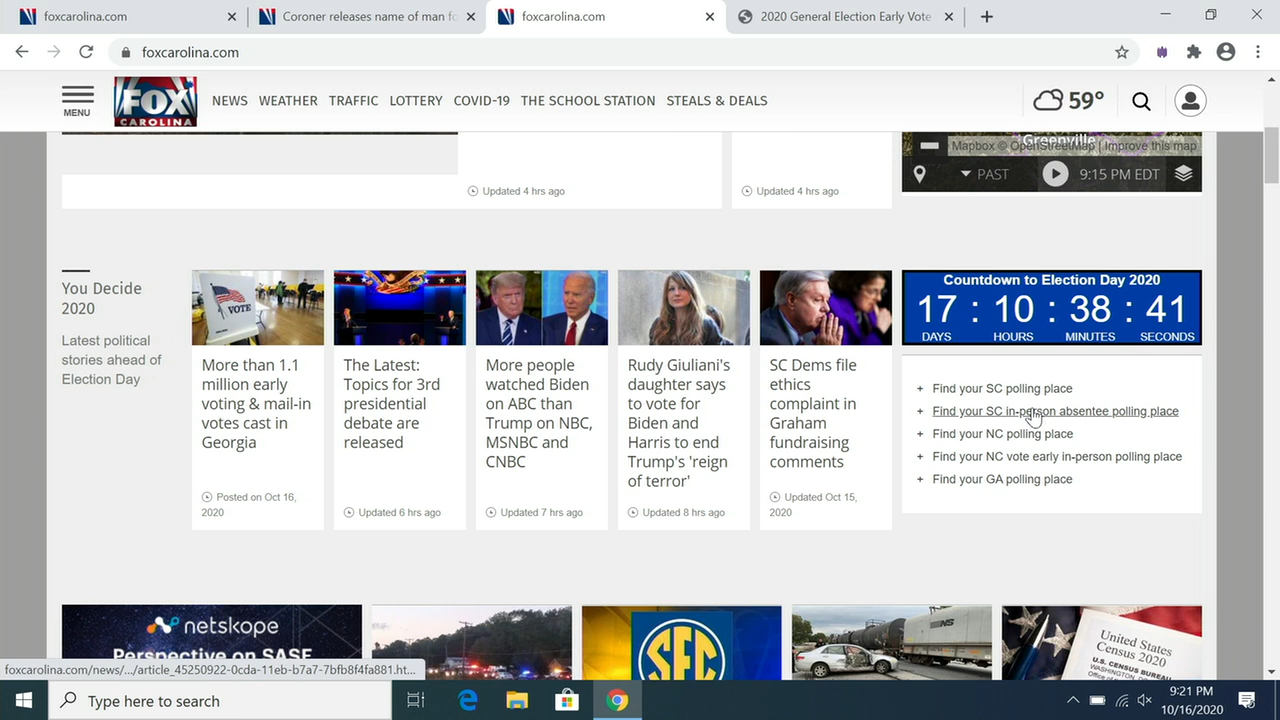 foxcarolina.com
Coroner releases name of man fo
foxcarolina.com
2020 General Election Early Vote
foxcarolina.com
MENU
FOX
CAROLINA
NEWS WEATHER TRAFFIC LOTTERY COVID-19 THE SCHOOL STATION STEALS & DEALS
59°
Updated 4 hrs ago
Updated 4 hrs ago
Greenville
Mapbox © OpenStreetMap | Improve this map
PAST
9:15 PM EDT
You Decide
2020
Latest political
stories ahead of
Election Day
VOTE
More than 1.1
million early
voting & mail-in
votes cast in
Georgia
Posted on Oct 16,
2020
The Latest:
Topics for 3rd
presidential
debate are
released
Updated 6 hrs ago
More people
watched Biden
on ABC than
Trump on NBC,
MSNBC and
CNBC
Updated 7 hrs ago
Rudy Giuliani's
daughter says
to vote for
Biden and
Harris to end
Trump's 'reign
of terror'
Updated 8 hrs ago
SC Dems file
ethics
complaint in
Graham
fundraising
comments
Updated Oct 15,
2020
Countdown to Election Day 2020
17 : 10 : 38 : 41
DAYS HOURS MINUTES SECONDS
+ Find your SC polling place
+ Find your SC in-person absentee polling place
+ Find your NC polling place
+ Find your NC vote early in-person polling place
+ Find your GA polling place
netskope
Perspective on SASE
SEC
NS
United States
Census 2020
U.S. CENSUS BUREAU
foxcarolina.com/news/.../article_45250922-0cda-11eb-b7a7-7bfb8f4fa881.ht...
Type here to search
9:21 PM
10/16/2020